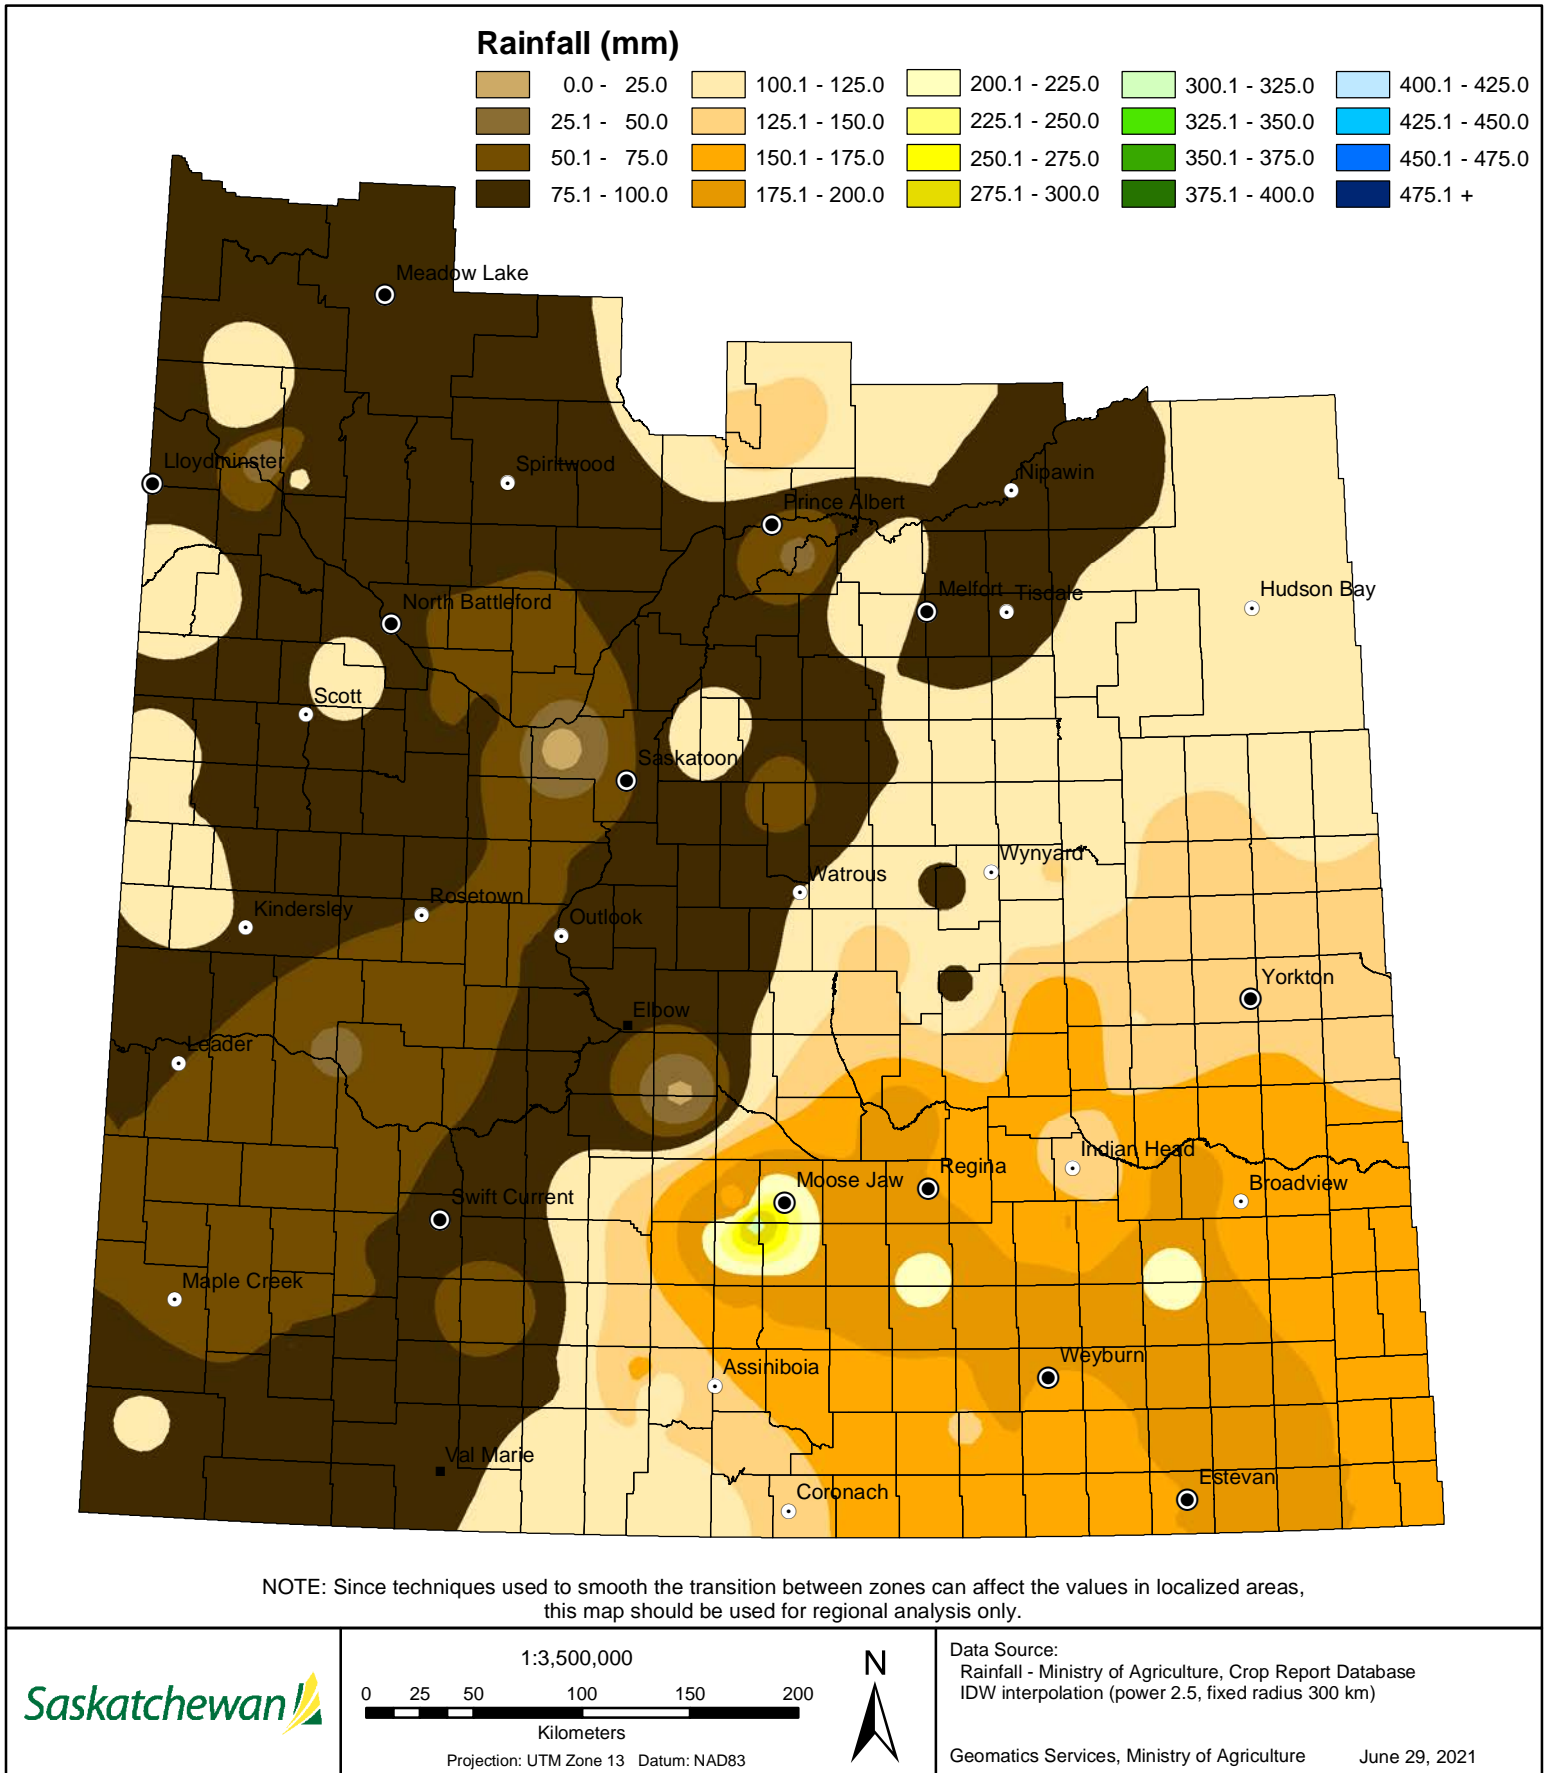 Rainfall (mm)
0.0 - 25.0
25.1 - 50.0
50.1 - 75.0
75.1 - 100.0
100.1 - 125.0
125.1 - 150.0
150.1 - 175.0
175.1 - 200.0
200.1 - 225.0
225.1 - 250.0
250.1 - 275.0
275.1 - 300.0
300.1 - 325.0
325.1 - 350.0
350.1 - 375.0
375.1 - 400.0
400.1 - 425.0
425.1 - 450.0
450.1 - 475.0
475.1 +
Meadow Lake
Lloydminster
Spiritwood
Nipawin
Prince Albert
North Battleford
Melfort
Tisdale
Hudson Bay
Scott
Saskatoon
Watrous
Wynyard
Kindersley
Rosetown
Outlook
Yorkton
Elbow
Leader
Indian Head
Regina
Moose Jaw
Broadview
Swift Current
Maple Creek
Assiniboia
Weyburn
Val Marie
Coronach
Estevan
NOTE: Since techniques used to smooth the transition between zones can affect the values in localized areas,
this map should be used for regional analysis only.
Saskatchewan
1:3,500,000
0 25 50 100 150 200
Kilometers
Projection: UTM Zone 13 Datum: NAD83
N
Data Source:
Rainfall - Ministry of Agriculture, Crop Report Database
IDW interpolation (power 2.5, fixed radius 300 km)
Geomatics Services, Ministry of Agriculture June 29, 2021